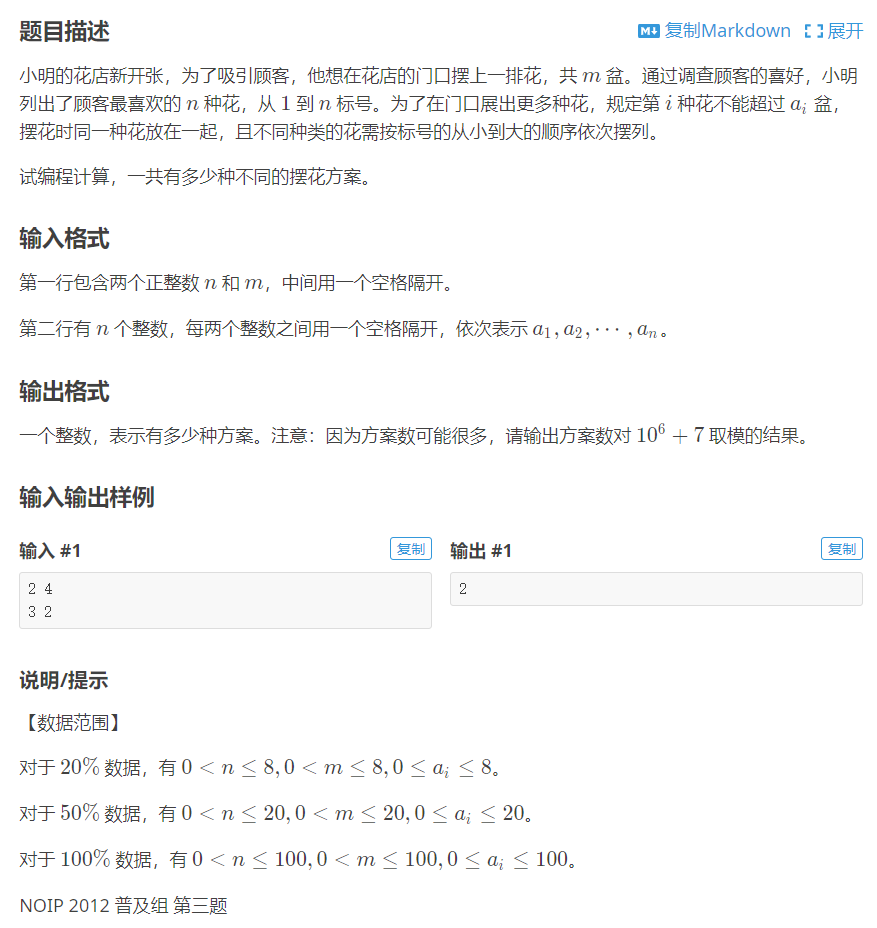 题目描述 复制Markdown 展开
小明的花店新开张，为了吸引顾客，他想在花店的门口摆上一排花，共 m 盆。通过调查顾客的喜好，小明
列出了顾客最喜欢的 n 种花，从 1 到 n 标号。为了在门口展出更多种花，规定第 i 种花不能超过 a_i 盆，
摆花时同一种花放在一起，且不同种类的花需按标号的从小到大的顺序依次摆列。
试编程计算，一共有多少种不同的摆花方案。
输入格式
第一行包含两个正整数 n 和 m，中间用一个空格隔开。
第二行有 n 个整数，每两个整数之间用一个空格隔开，依次表示 a_1, a_2, ⋯ , a_n。
输出格式
一个整数，表示有多少种方案。注意：因为方案数可能很多，请输出方案数对 10^6 + 7 取模的结果。
输入输出样例
输入 #1 复制 输出 #1 复制
2 4
3 2
2
说明/提示
【数据范围】
对于 20% 数据，有 0 < n ≤ 8, 0 < m ≤ 8, 0 ≤ a_i ≤ 8。
对于 50% 数据，有 0 < n ≤ 20, 0 < m ≤ 20, 0 ≤ a_i ≤ 20。
对于 100% 数据，有 0 < n ≤ 100, 0 < m ≤ 100, 0 ≤ a_i ≤ 100。
NOIP 2012 普及组 第三题